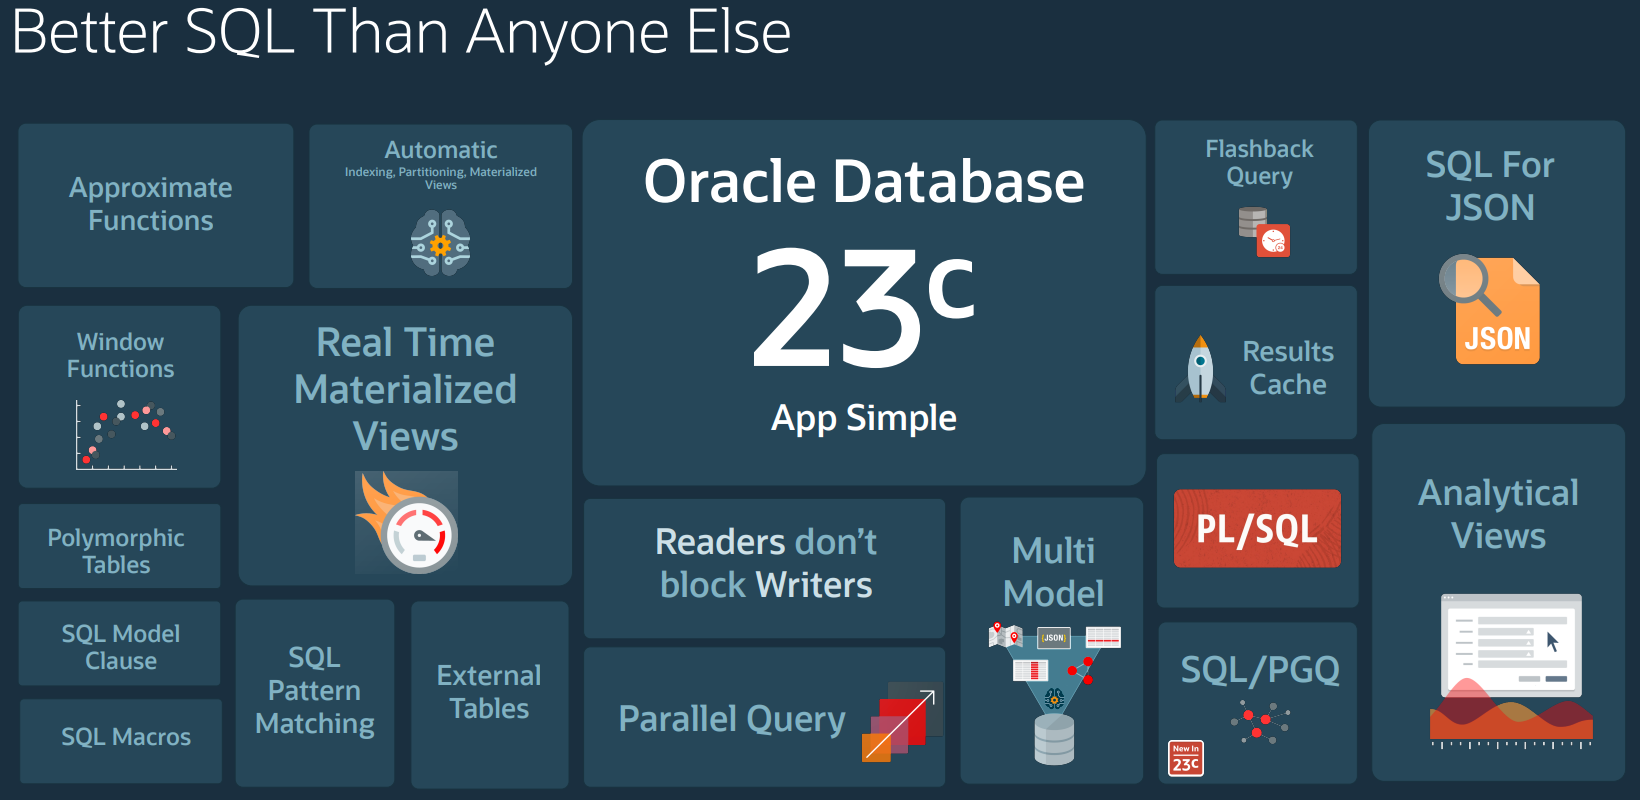 Better SQL Than Anyone Else
Approximate
Functions
Automatic
Indexing, Partitioning, Materialized
Views
Oracle Database
23c
App Simple
Flashback
Query
SQL For
JSON
JSON
Window
Functions
Real Time
Materialized
Views
Results
Cache
Polymorphic
Tables
Readers don’t
block Writers
Multi
Model
{JSON}
PL/SQL
Analytical
Views
SQL Model
Clause
SQL
Pattern
Matching
External
Tables
Parallel Query
SQL/PGQ
New In
23c
SQL Macros